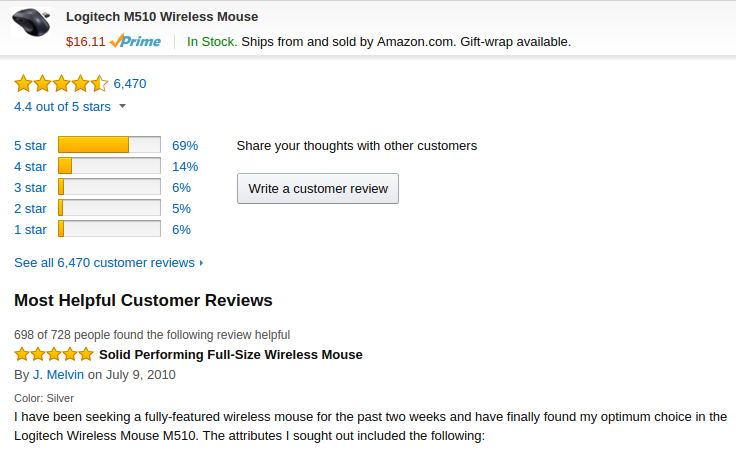 Logitech M510 Wireless Mouse
$16.11 Prime In Stock. Ships from and sold by Amazon.com. Gift-wrap available.
6,470
4.4 out of 5 stars
5 star 69%
4 star 14%
3 star 6%
2 star 5%
1 star 6%
Share your thoughts with other customers
Write a customer review
See all 6,470 customer reviews
Most Helpful Customer Reviews
698 of 728 people found the following review helpful
Solid Performing Full-Size Wireless Mouse
By J. Melvin on July 9, 2010
Color: Silver
I have been seeking a fully-featured wireless mouse for the past two weeks and have finally found my optimum choice in the
Logitech Wireless Mouse M510. The attributes I sought out included the following: